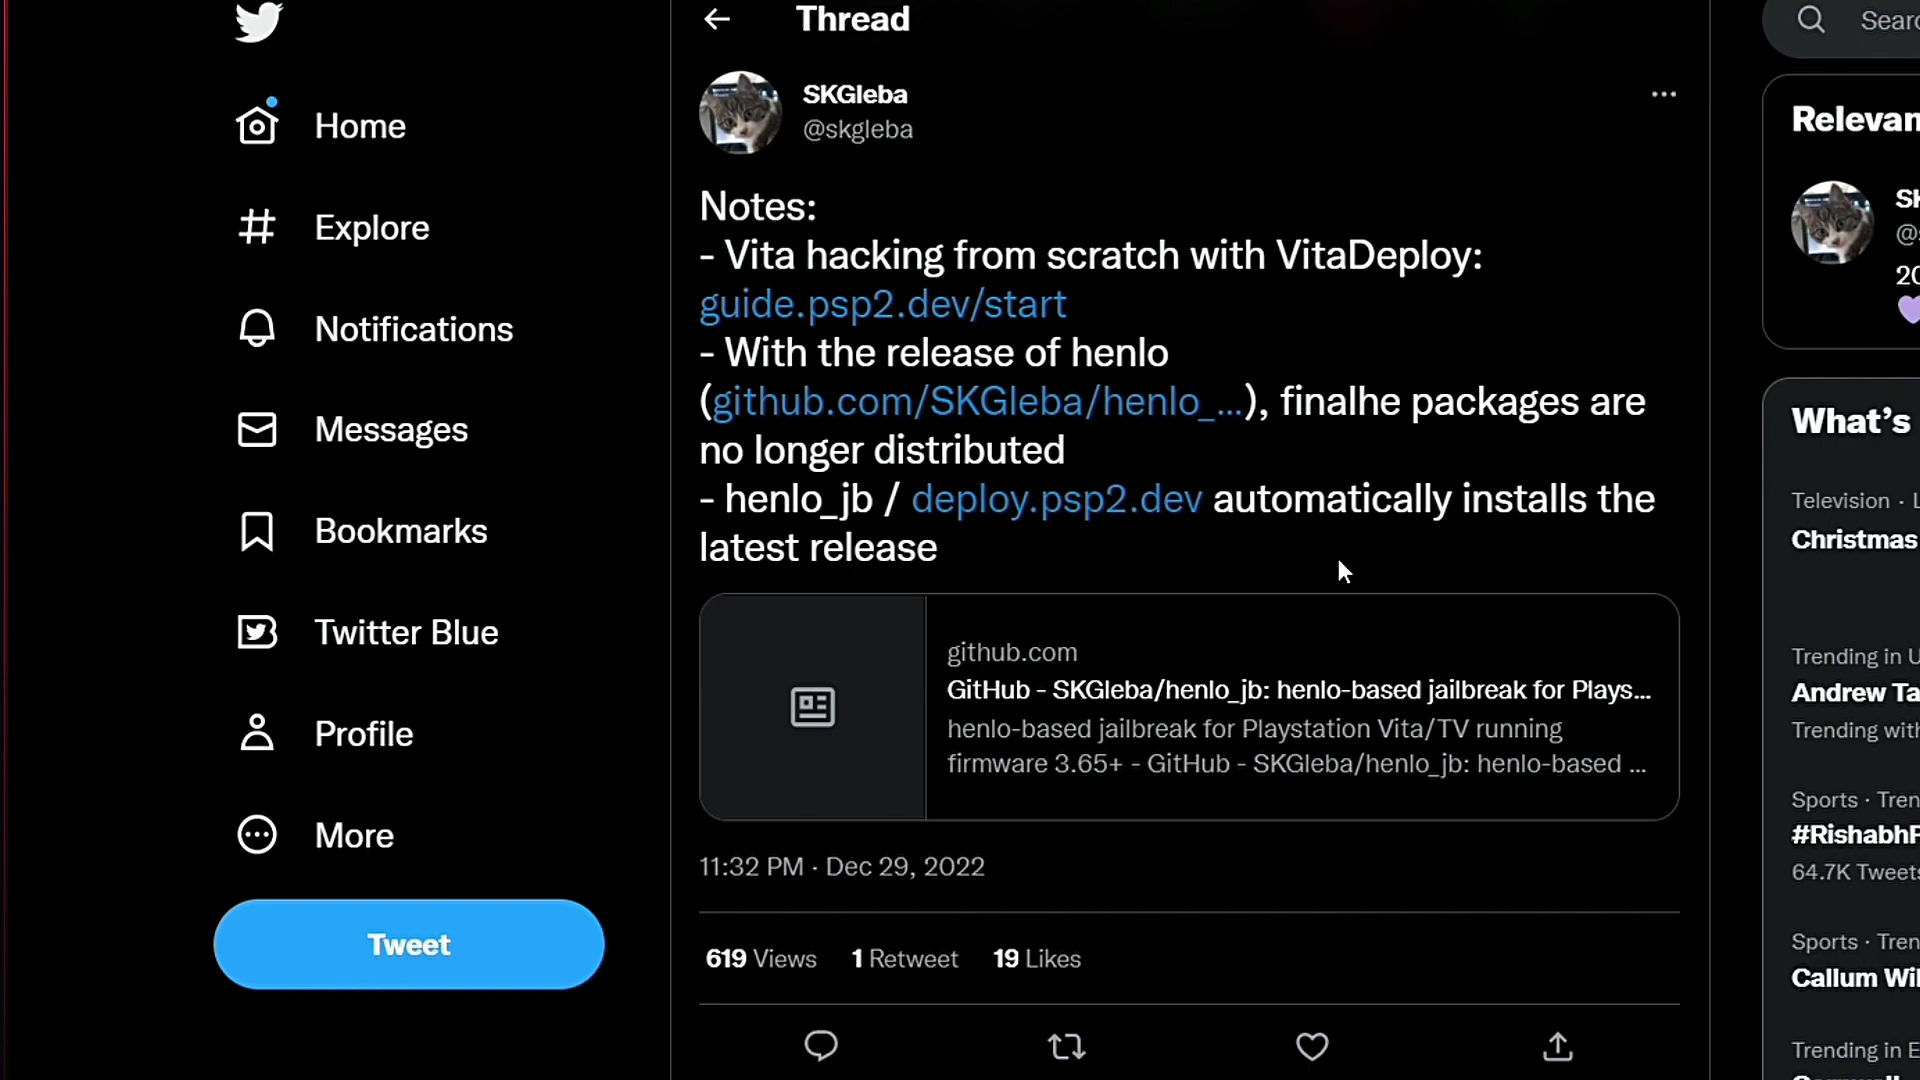 Thread
Home
Explore
Notifications
Messages
Bookmarks
Twitter Blue
Profile
More
Tweet
SKGleba
@skgleba
Notes:
- Vita hacking from scratch with VitaDeploy:
guide.psp2.dev/start
- With the release of henlo
(github.com/SKGleba/henlo_...), finalhe packages are
no longer distributed
- henlo_jb / deploy.psp2.dev automatically installs the
latest release
github.com
GitHub - SKGleba/henlo_jb: henlo-based jailbreak for Plays...
henlo-based jailbreak for Playstation Vita/TV running
firmware 3.65+ - GitHub - SKGleba/henlo_jb: henlo-based ...
11:32 PM · Dec 29, 2022
619 Views 1 Retweet 19 Likes
Sear
Relevan
SK
@
20
What's
Television ·
Christmas
Trending in U
Andrew Ta
Trending with
Sports · Tren
#RishabhP
64.7K Tweets
Sports · Tren
Callum Wil
Trending in E